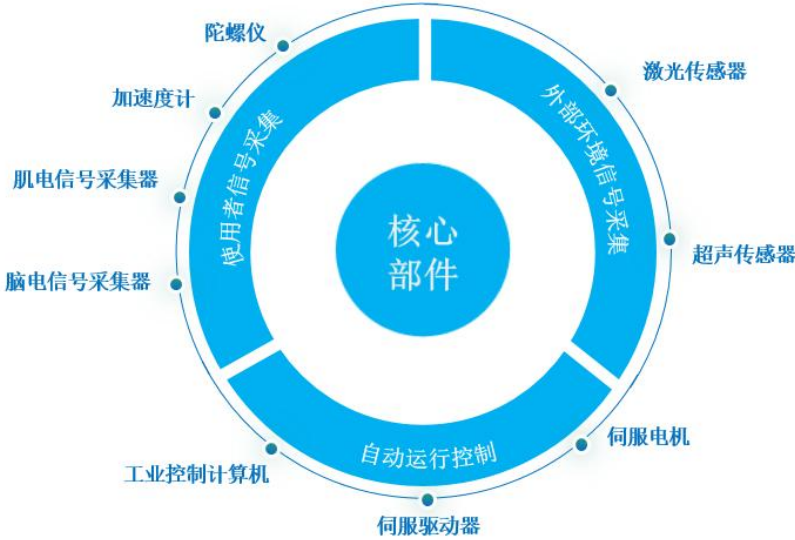 陀螺仪
加速度计
肌电信号采集器
脑电信号采集器
使用者信号采集
激光传感器
超声传感器
外部环境信号采集
核心
部件
自动运行控制
工业控制计算机
伺服驱动器
伺服电机